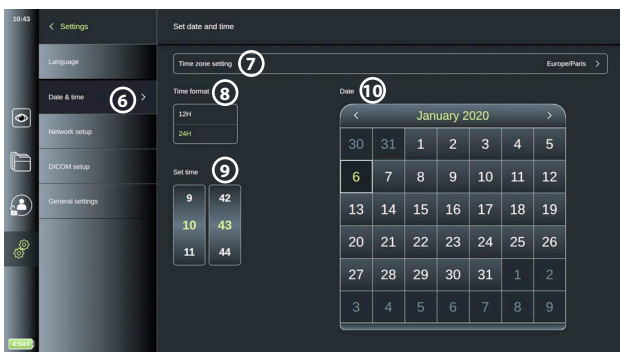 10:43
Settings
Set date and time
Language
Date & time
6
Network setup
DICOM setup
General settings
Time zone setting
7
Europe/Paris
Time format
8
12H
24H
Set time
9
9 42
10 43
11 44
Date
10
January 2020
30 31 1 2 3 4 5
6 7 8 9 10 11 12
13 14 15 16 17 18 19
20 21 22 23 24 25 26
27 28 29 30 31 1 2
3 4 5 6 7 8 9